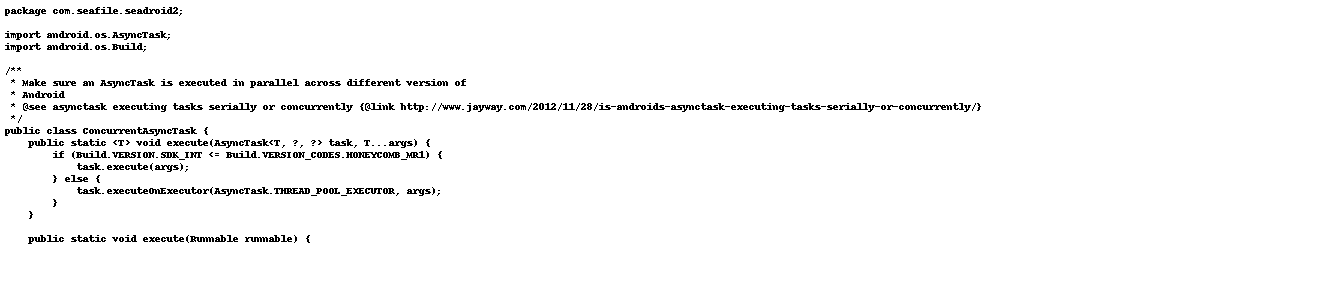 package com.seafile.seadroid2;

import android.os.AsyncTask;
import android.os.Build;

/**
 * Make sure an AsyncTask is executed in parallel across different version of
 * Android
 * @see asynctask executing tasks serially or concurrently {@link http://www.jayway.com/2012/11/28/is-androids-asynctask-executing-tasks-serially-or-concurrently/}
 */
public class ConcurrentAsyncTask {
    public static <T> void execute(AsyncTask<T, ?, ?> task, T...args) {
        if (Build.VERSION.SDK_INT <= Build.VERSION_CODES.HONEYCOMB_MR1) {
            task.execute(args);
        } else {
            task.executeOnExecutor(AsyncTask.THREAD_POOL_EXECUTOR, args);
        }
    }

    public static void execute(Runnable runnable) {